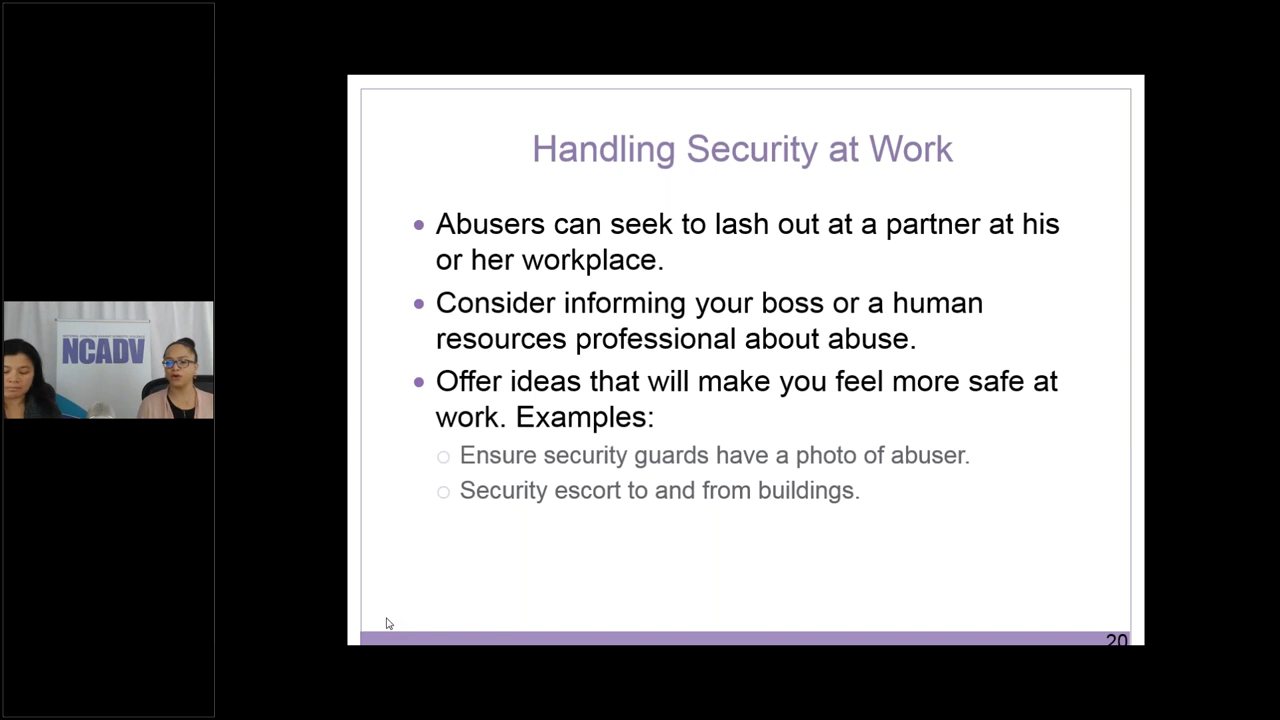 Handling Security at Work
Abusers can seek to lash out at a partner at his
or her workplace.
Consider informing your boss or a human
resources professional about abuse.
Offer ideas that will make you feel more safe at
work. Examples:
Ensure security guards have a photo of abuser.
Security escort to and from buildings.
20
NCADV